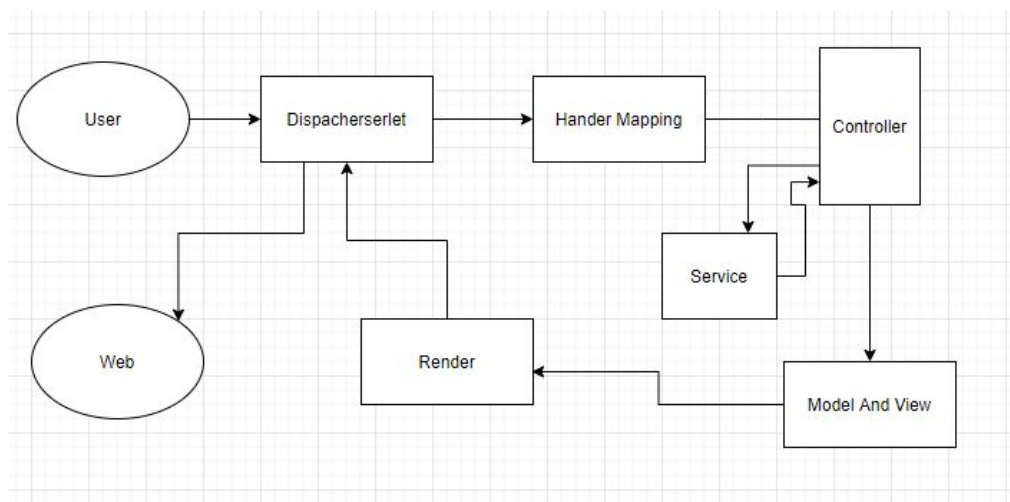 User
Dispacherserlet
Hander Mapping
Controller
Service
Web
Render
Model And View